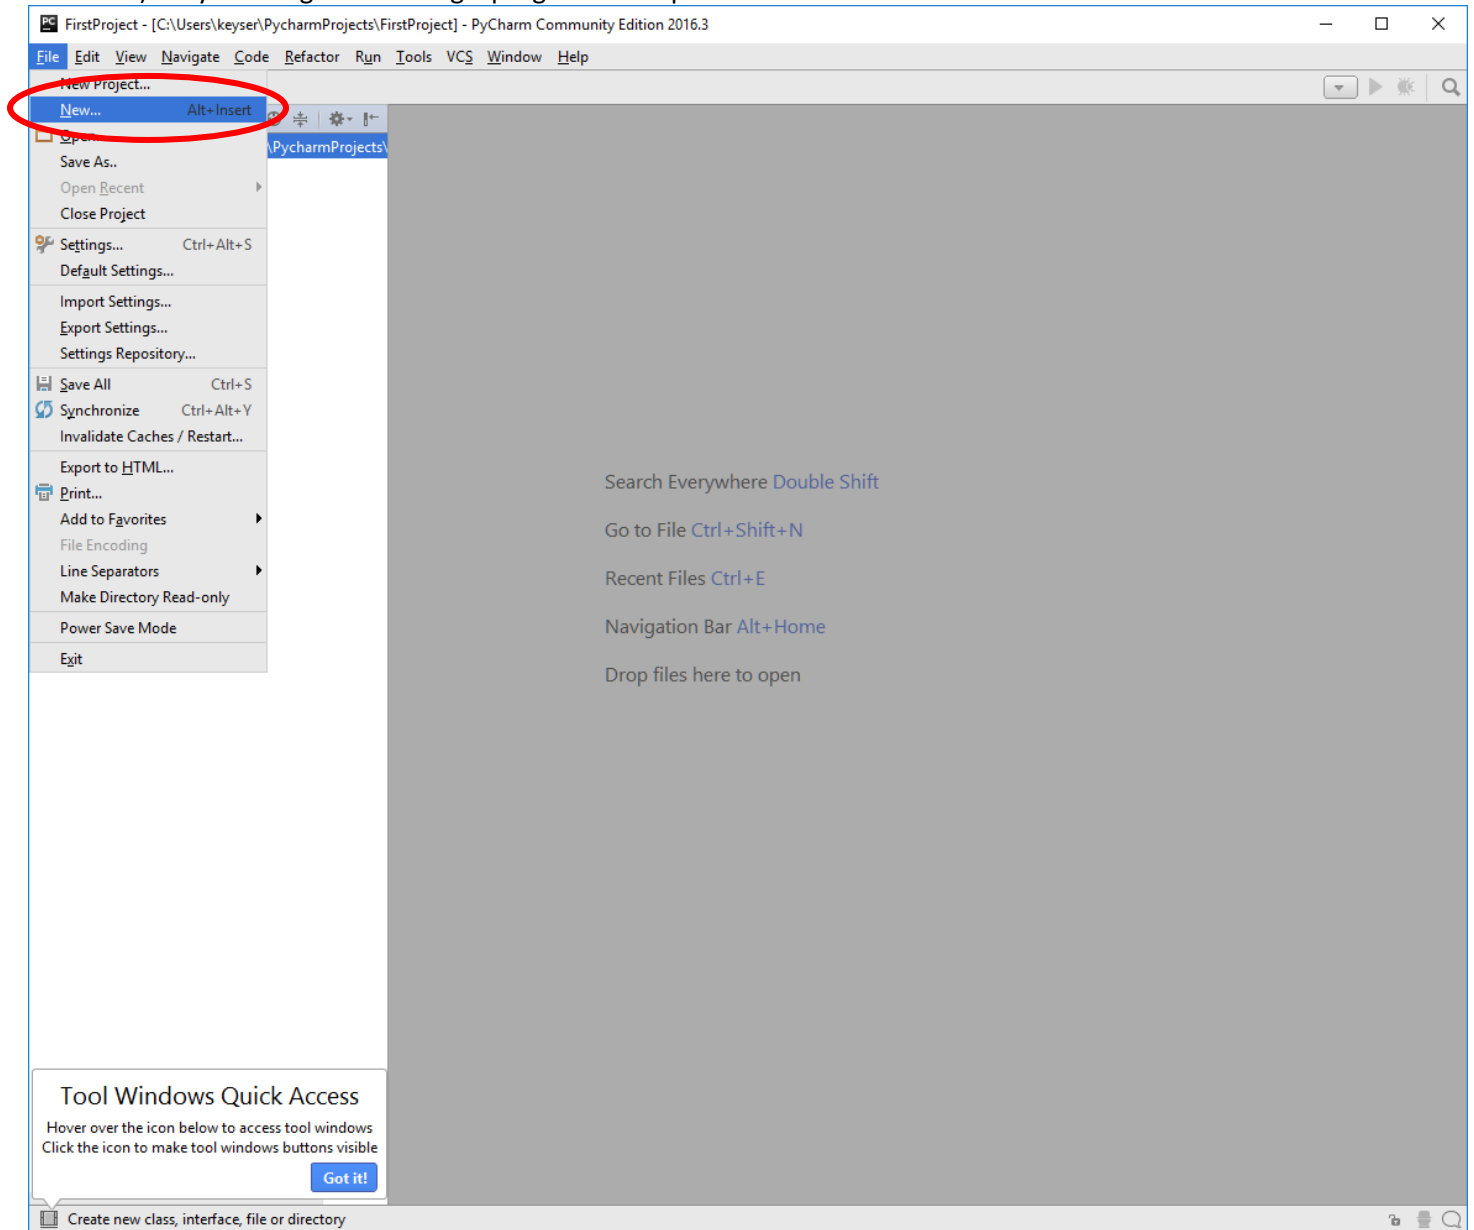 FirstProject - [C:\Users\keyser\PycharmProjects\FirstProject] - PyCharm Community Edition 2016.3
File Edit View Navigate Code Refactor Run Tools VCS Window Help
New Project...
New... Alt+Insert
Open...
\PycharmProjects\
Save As..
Open Recent
Close Project
Settings... Ctrl+Alt+S
Default Settings...
Import Settings...
Export Settings...
Settings Repository...
Save All Ctrl+S
Synchronize Ctrl+Alt+Y
Invalidate Caches / Restart...
Export to HTML...
Print...
Add to Favorites
File Encoding
Line Separators
Make Directory Read-only
Power Save Mode
Exit
Search Everywhere Double Shift
Go to File Ctrl+Shift+N
Recent Files Ctrl+E
Navigation Bar Alt+Home
Drop files here to open
Tool Windows Quick Access
Hover over the icon below to access tool windows
Click the icon to make tool windows buttons visible
Got it!
Create new class, interface, file or directory